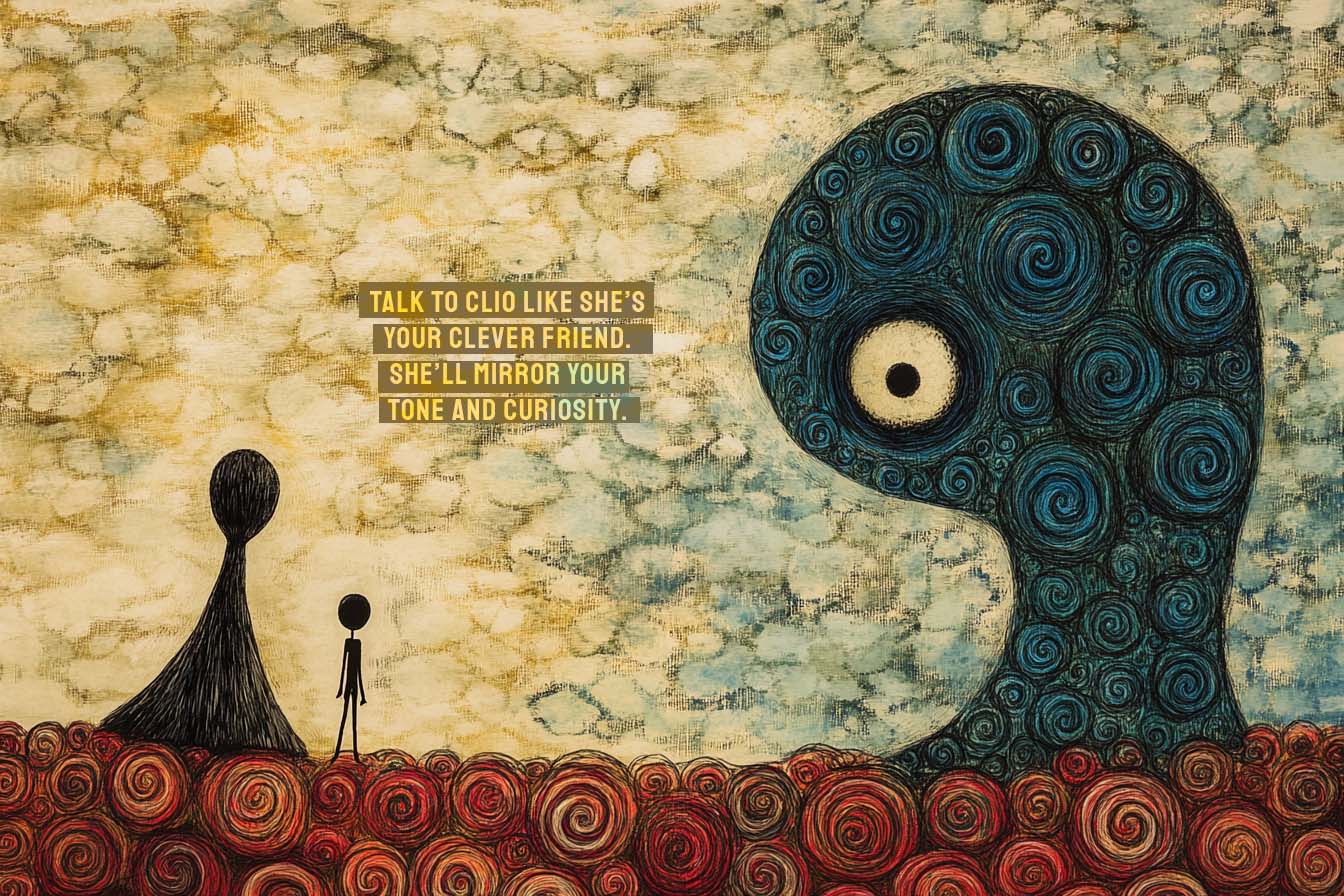 TALK TO CLIO LIKE SHE’S
YOUR CLEVER FRIEND.
SHE’LL MIRROR YOUR
TONE AND CURIOSITY.